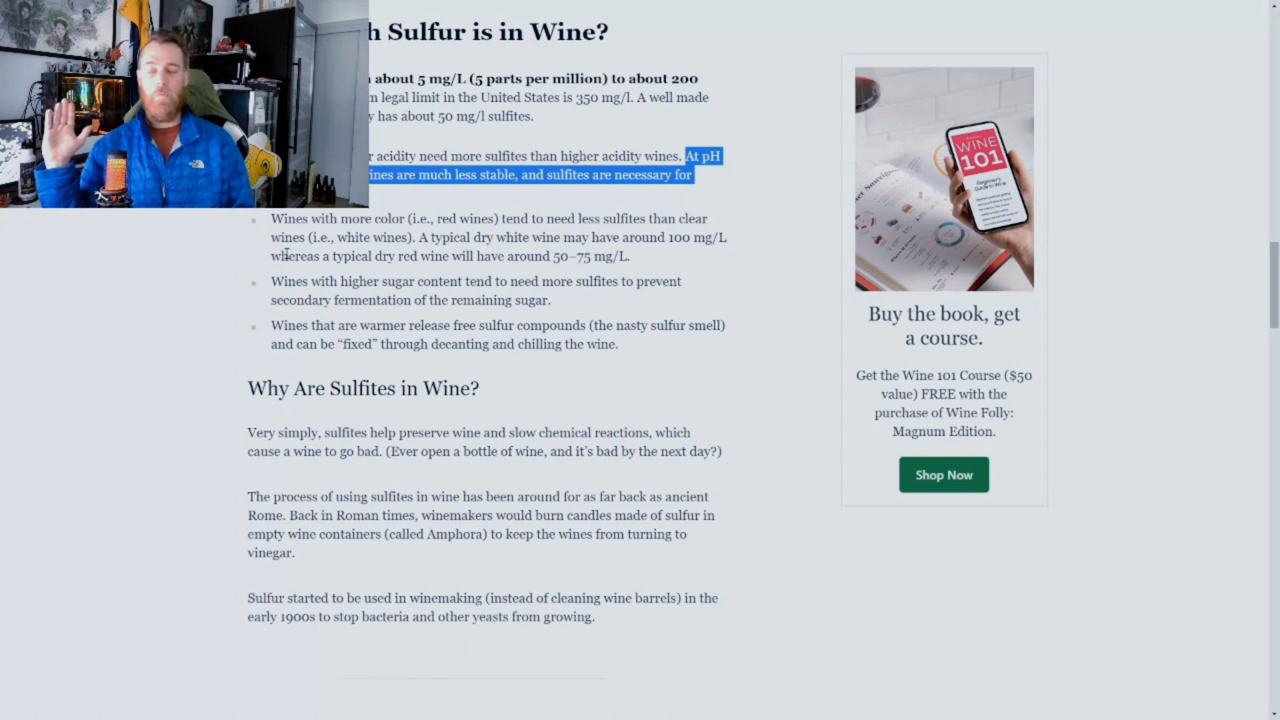 h Sulfur is in Wine?
about 5 mg/L (5 parts per million) to about 200
m legal limit in the United States is 350 mg/l. A well made
y has about 50 mg/l sulfites.
r acidity need more sulfites than higher acidity wines. At pH
ines are much less stable, and sulfites are necessary for
Wines with more color (i.e., red wines) tend to need less sulfites than clear
wines (i.e., white wines). A typical dry white wine may have around 100 mg/L
whereas a typical dry red wine will have around 50–75 mg/L.
Wines with higher sugar content tend to need more sulfites to prevent
secondary fermentation of the remaining sugar.
Wines that are warmer release free sulfur compounds (the nasty sulfur smell)
and can be “fixed” through decanting and chilling the wine.
Why Are Sulfites in Wine?
Very simply, sulfites help preserve wine and slow chemical reactions, which
cause a wine to go bad. (Ever open a bottle of wine, and it’s bad by the next day?)
The process of using sulfites in wine has been around for as far back as ancient
Rome. Back in Roman times, winemakers would burn candles made of sulfur in
empty wine containers (called Amphora) to keep the wines from turning to
vinegar.
Sulfur started to be used in winemaking (instead of cleaning wine barrels) in the
early 1900s to stop bacteria and other yeasts from growing.
WINE
101
Beginner's
Guide to Wine
Buy the book, get
a course.
Get the Wine 101 Course ($50
value) FREE with the
purchase of Wine Folly:
Magnum Edition.
Shop Now